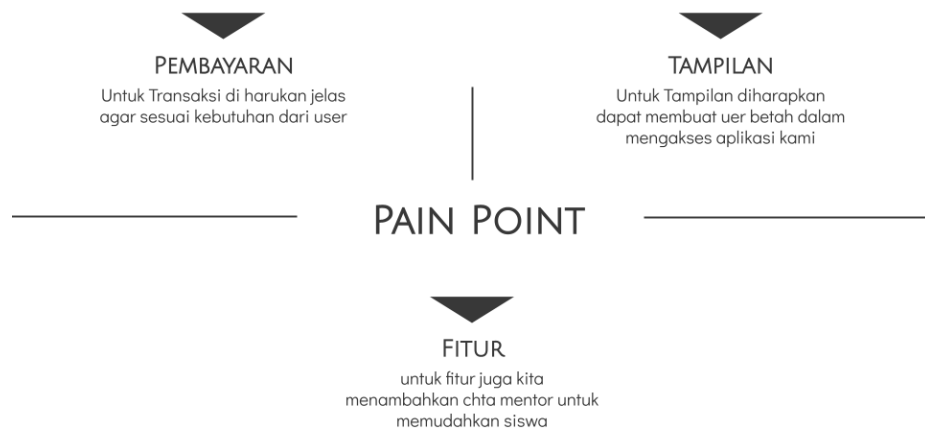 PEMBAYARAN
Untuk Transaksi di harukan jelas
agar sesuai kebutuhan dari user
TAMPILAN
Untuk Tampilan diharapkan
dapat membuat uer betah dalam
mengakses aplikasi kami
PAIN POINT
FITUR
untuk fitur juga kita
menambahkan chta mentor untuk
memudahkan siswa